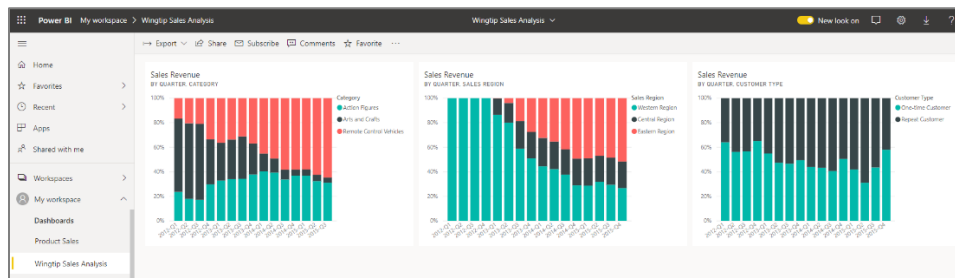 Power BI My workspace > Wingtip Sales Analysis
Wingtip Sales Analysis
New look on
?
Export Share Subscribe Comments Favorite ...
Home
Favorites
Recent
Apps
Shared with me
Workspaces
My workspace
Dashboards
Product Sales
Wingtip Sales Analysis
Sales Revenue
BY QUARTER, CATEGORY
100%
80%
60%
40%
20%
0%
Category
Action Figures
Arts and Crafts
Remote Control Vehicles
Sales Revenue
BY QUARTER, SALES REGION
100%
80%
60%
40%
20%
0%
Sales Region
Western Region
Central Region
Eastern Region
Sales Revenue
BY QUARTER, CUSTOMER TYPE
100%
80%
60%
40%
20%
0%
Customer Type
One-time Customer
Repeat Customer